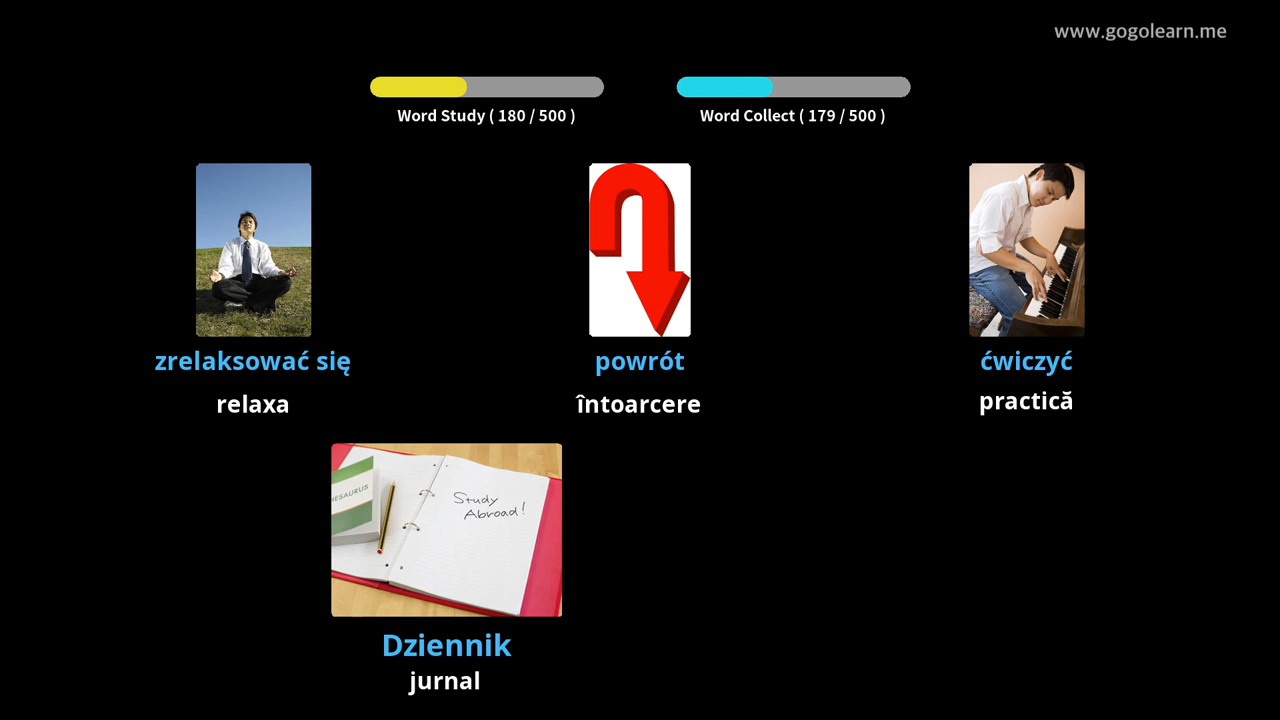 www.gogolearn.me
Word Study ( 180 / 500 )
Word Collect ( 179 / 500 )
zrelaksować się
powrót
ćwiczyć
relaxa
întoarcere
practică
HESAURUS
Study
Abroad!
Dziennik
jurnal